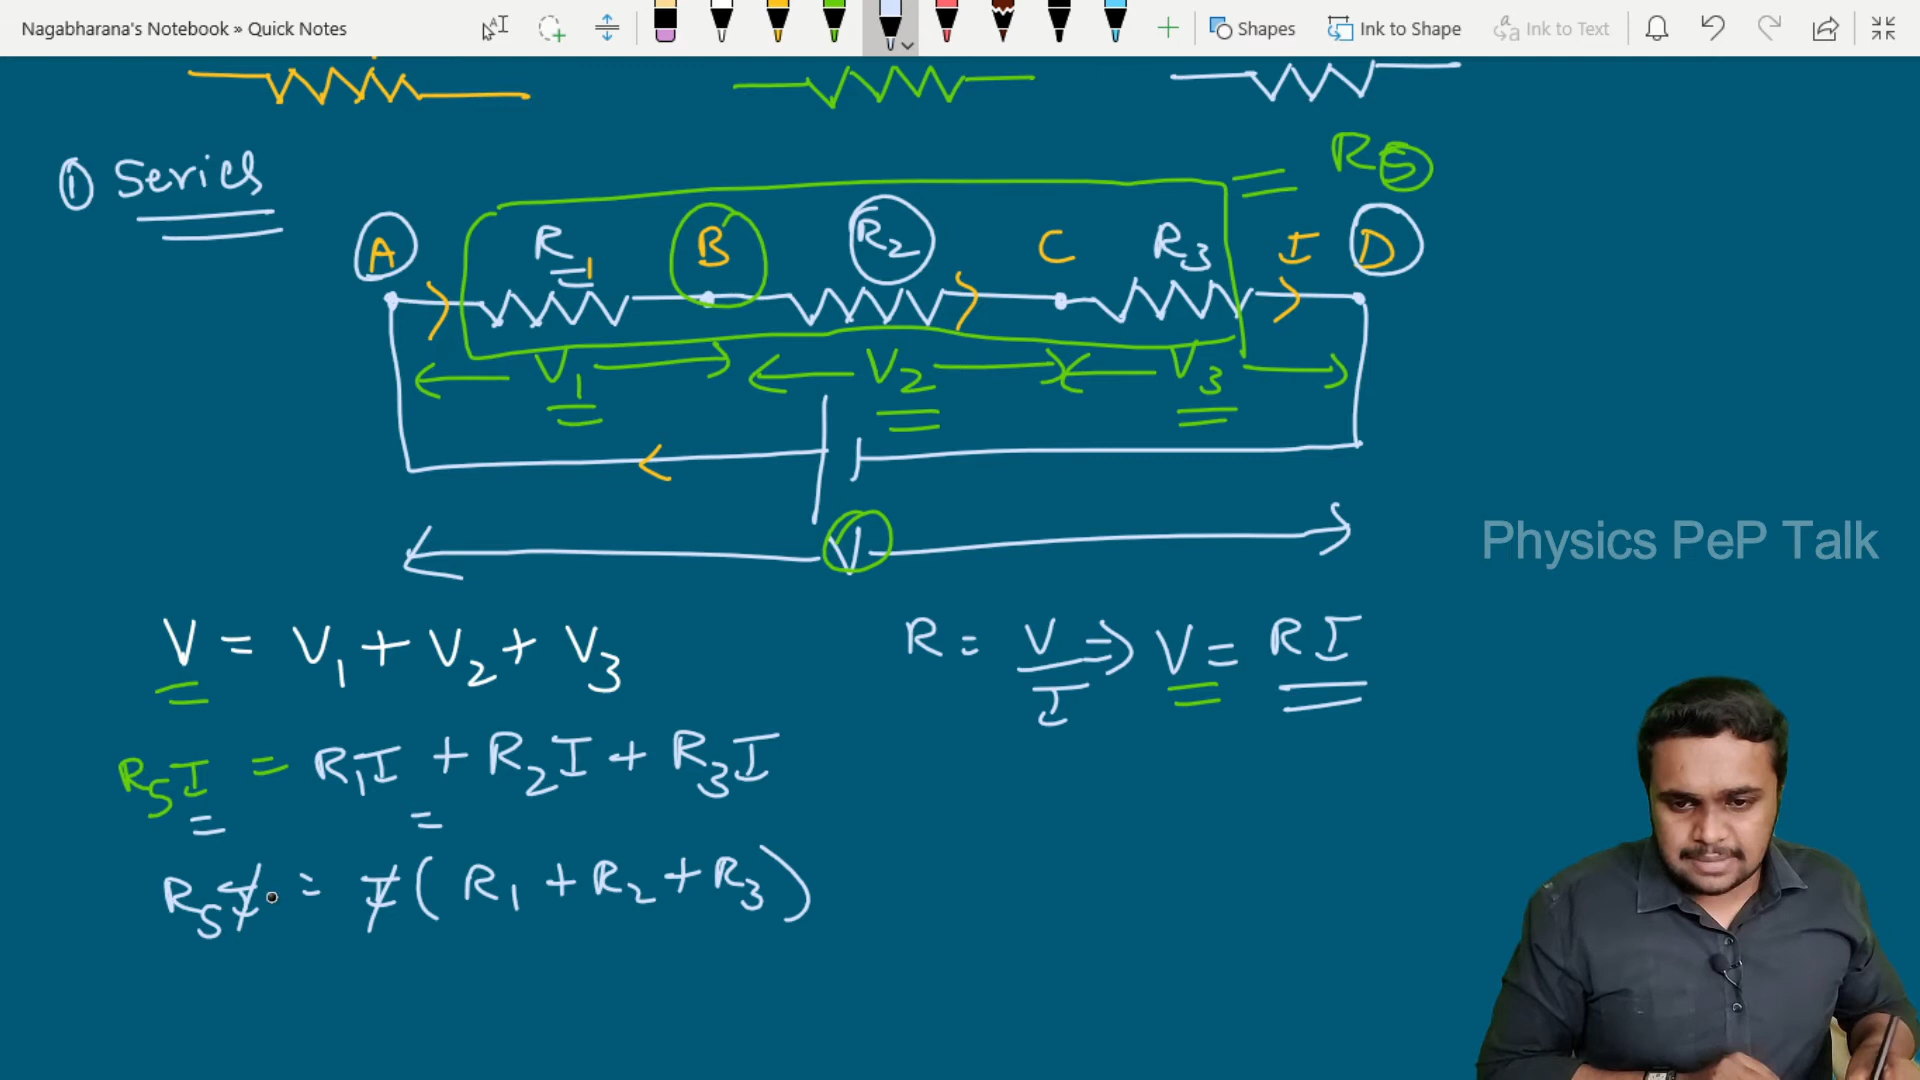 Nagabharana's Notebook » Quick Notes
Shapes
Ink to Shape
Ink to Text
① Series
RS
A R1 B R2 C R3 I D
V1 V2 V3
V
Physics PeP Talk
V = V1 + V2 + V3
R = V/I ⇒ V = RI
RSI = R1I + R2I + R3I
RSI = I(R1 + R2 + R3)